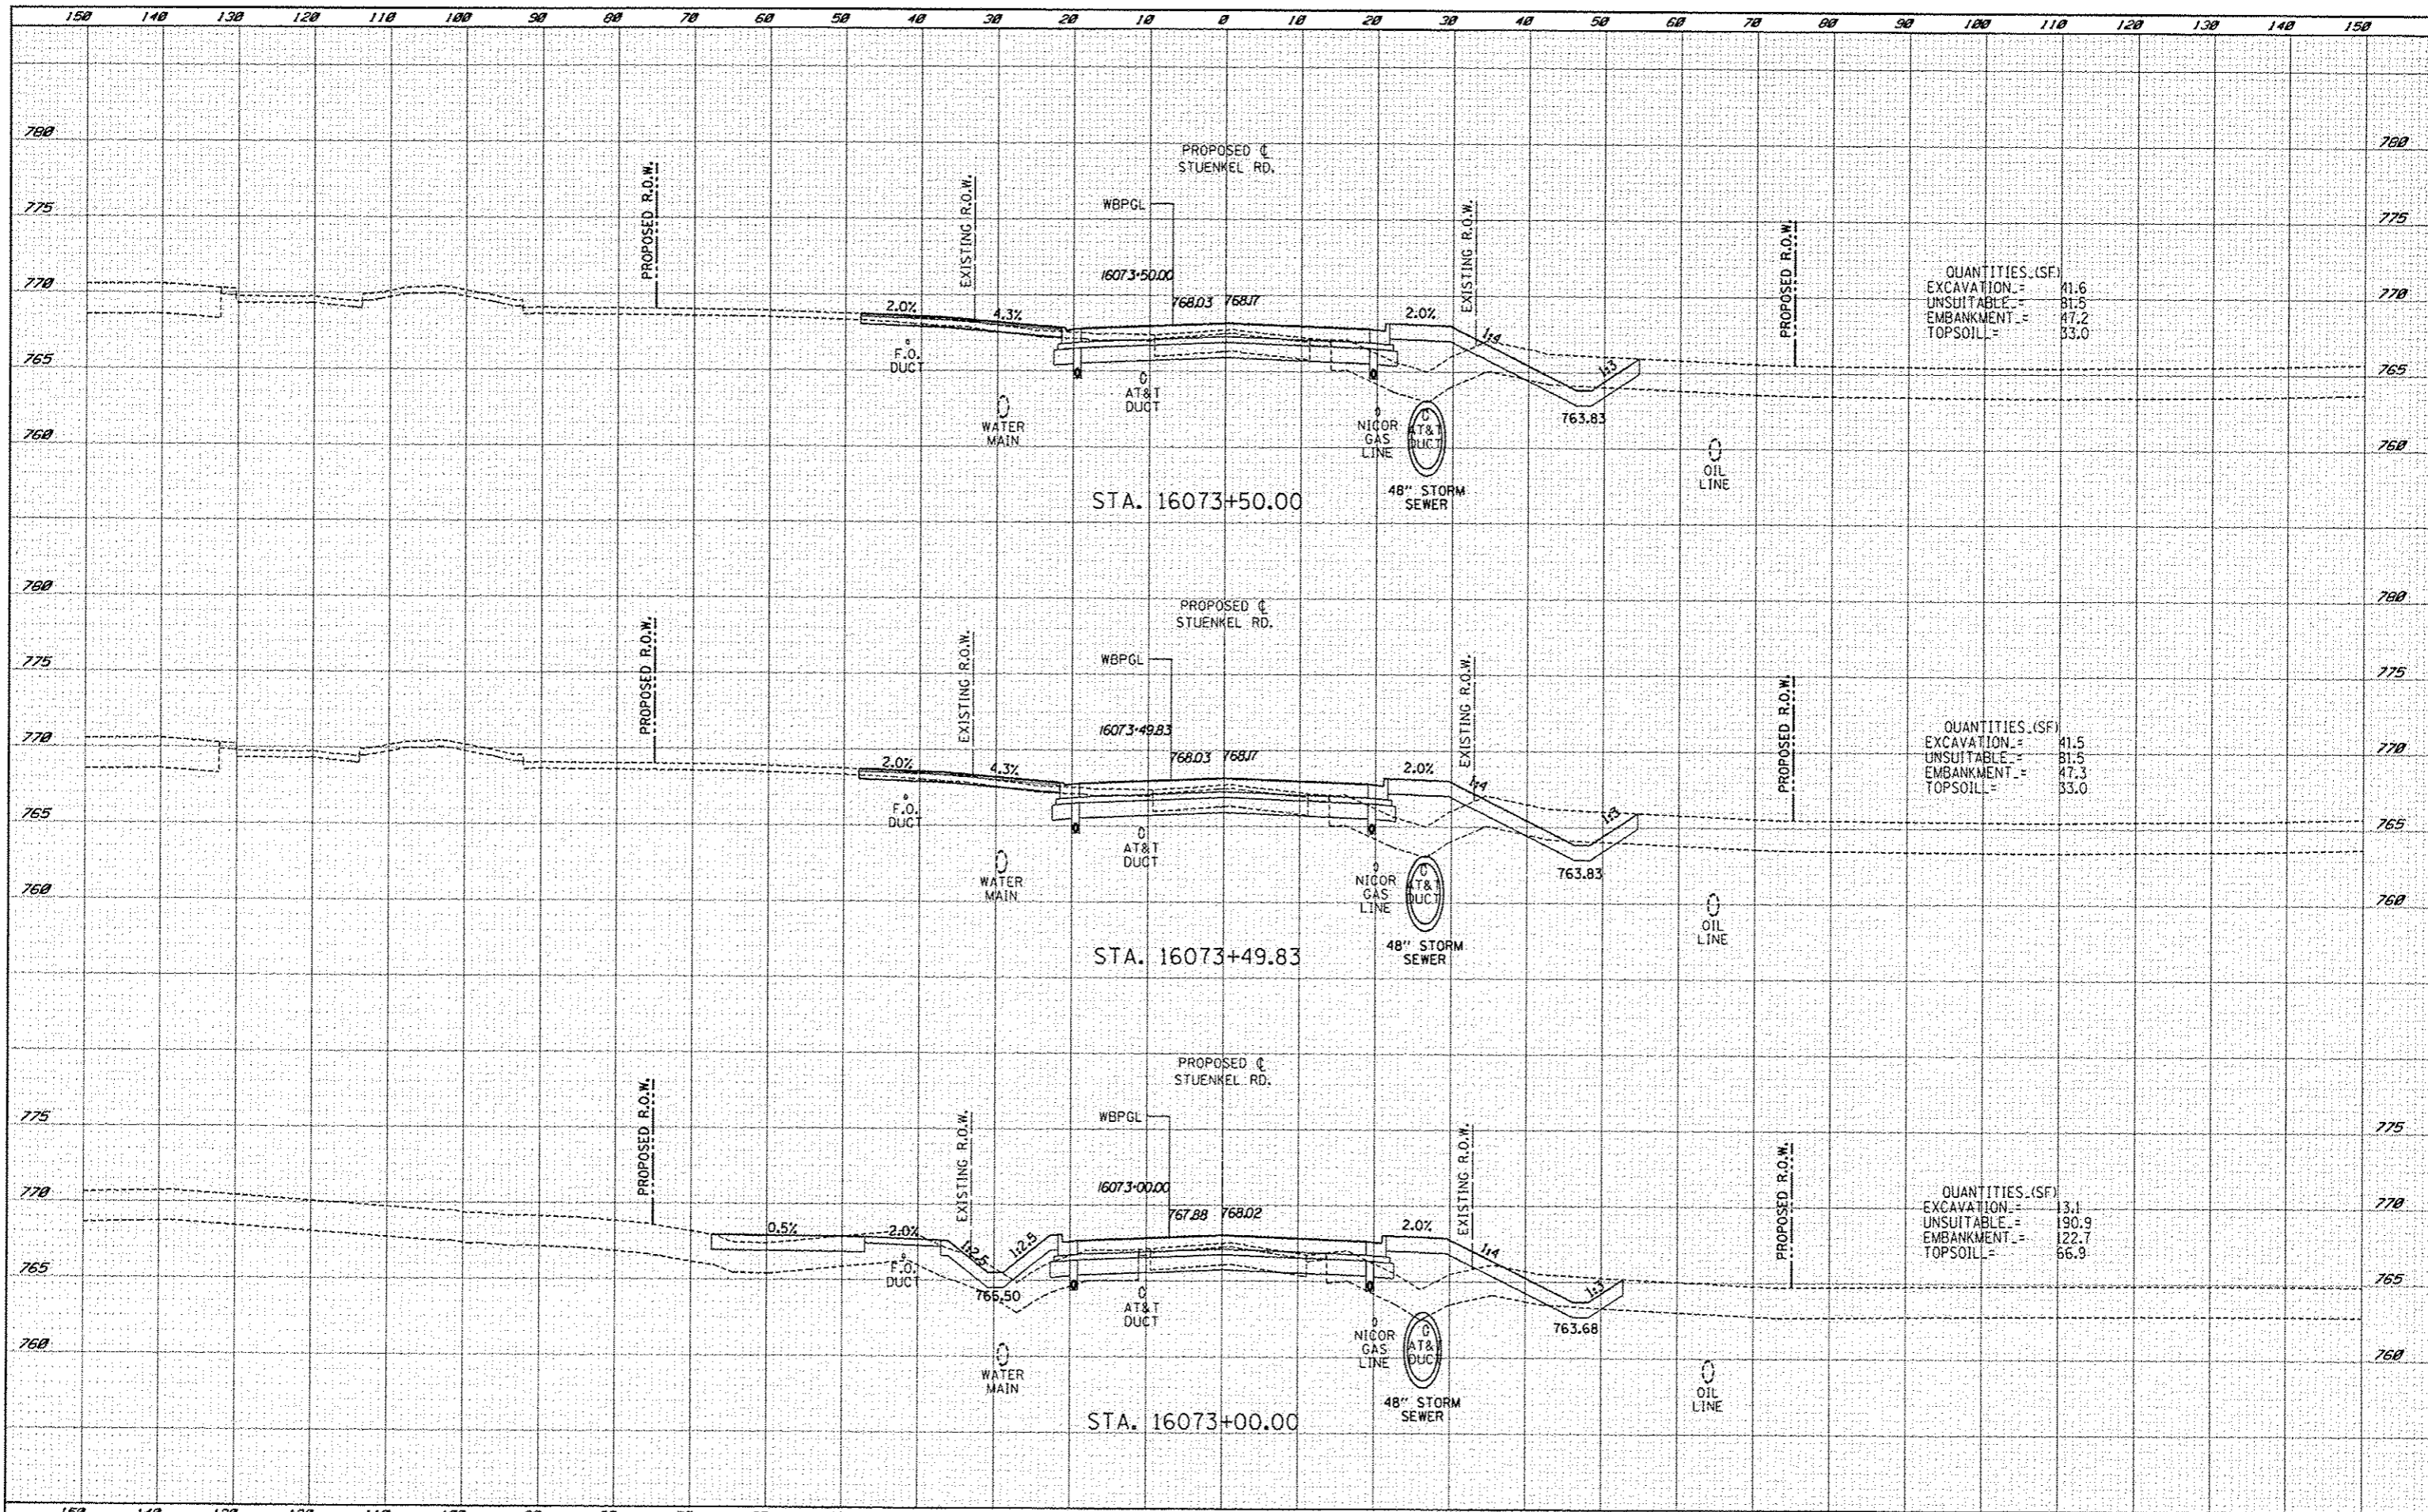 150 140 130 120 110 100 90 80 70 60 50 40 30 20 10 0 10 20 30 40 50 60 70 80 90 100 110 120 130 140 150
780 780
PROPOSED ℄
STUENKEL RD.
PROPOSED R.O.W.
EXISTING R.O.W.
WBPGL
EXISTING R.O.W.
PROPOSED R.O.W.
775 775
16073+50.00
770 770
768.03 768.17
2.0% 4.3% 2.0% 1:4 1:3
QUANTITIES (SF)
EXCAVATION = 41.6
UNSUITABLE = 81.5
EMBANKMENT = 47.2
TOPSOIL = 33.0
765 765
F.O.
DUCT
AT&T
DUCT
763.83
WATER
MAIN
NICOR
GAS
LINE
AT&T
DUCT
760 760
OIL
LINE
48" STORM
SEWER
STA. 16073+50.00
780 780
PROPOSED ℄
STUENKEL RD.
PROPOSED R.O.W.
EXISTING R.O.W.
WBPGL
EXISTING R.O.W.
PROPOSED R.O.W.
775 775
16073+49.83
770 770
768.03 768.17
2.0% 4.3% 2.0% 1:4 1:3
QUANTITIES (SF)
EXCAVATION = 41.5
UNSUITABLE = 81.5
EMBANKMENT = 47.3
TOPSOIL = 33.0
765 765
F.O.
DUCT
AT&T
DUCT
763.83
WATER
MAIN
NICOR
GAS
LINE
AT&T
DUCT
760 760
OIL
LINE
48" STORM
SEWER
STA. 16073+49.83
PROPOSED ℄
STUENKEL RD.
PROPOSED R.O.W.
EXISTING R.O.W.
WBPGL
EXISTING R.O.W.
PROPOSED R.O.W.
775 775
16073+00.00
770 770
767.88 768.02
0.5% 2.0% 1:2.5 1:2.5 2.0% 1:4 1:3
QUANTITIES (SF)
EXCAVATION = 13.1
UNSUITABLE = 190.9
EMBANKMENT = 122.7
TOPSOIL = 66.9
765 765
F.O.
DUCT
765.50
AT&T
DUCT
763.68
WATER
MAIN
NICOR
GAS
LINE
AT&T
DUCT
760 760
OIL
LINE
48" STORM
SEWER
STA. 16073+00.00